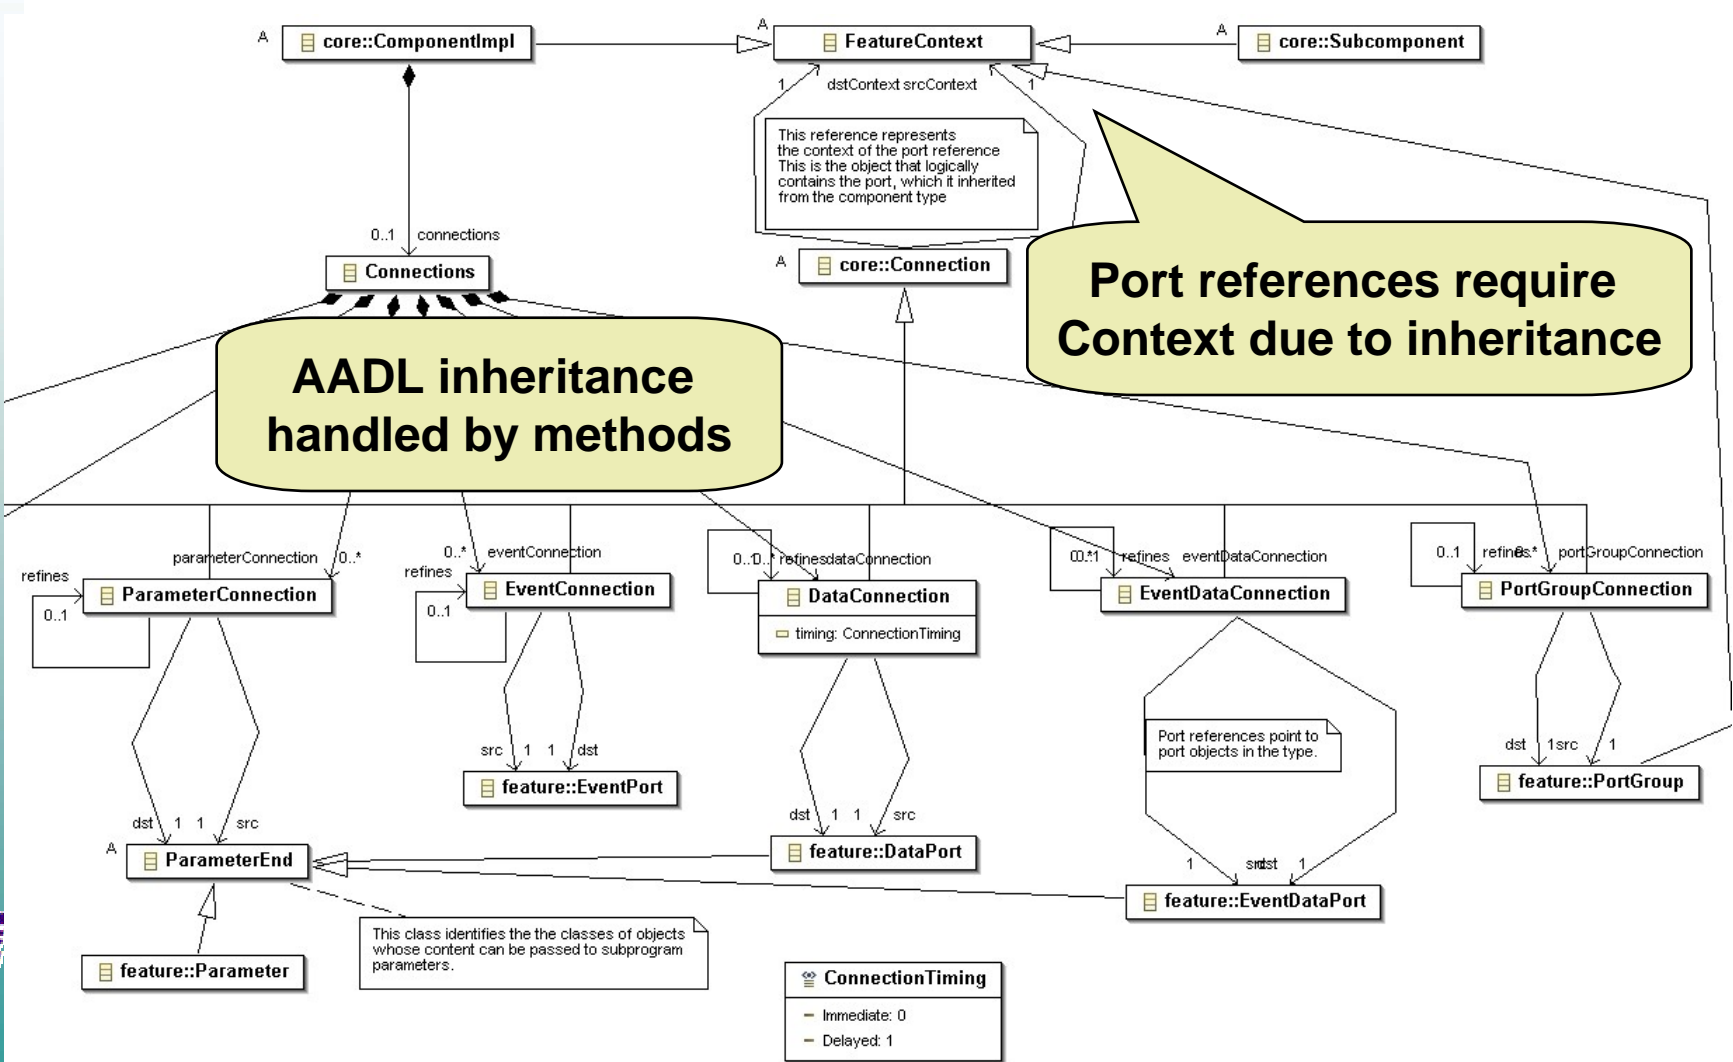 A
core::ComponentImpl
A
FeatureContext
A
core::Subcomponent
1
dstContext srcContext
1
This reference represents
the context of the port reference
This is the object that logically
contains the port, which it inherited
from the component type
0..1 connections
Connections
A
core::Connection
Port references require
Context due to inheritance
AADL inheritance
handled by methods
parameterConnection
0..*
refines
0..1
ParameterConnection
0..*
eventConnection
refines
0..1
EventConnection
refinesdataConnection
DataConnection
timing: ConnectionTiming
refines
eventDataConnection
EventDataConnection
0..1
portGroupConnection
PortGroupConnection
src 1 1 dst
feature::EventPort
Port references point to
port objects in the type.
dst 1src 1
feature::PortGroup
dst 1 1 src
A
ParameterEnd
dst 1 1 src
feature::DataPort
1
1
feature::EventDataPort
This class identifies the the classes of objects
whose content can be passed to subprogram
parameters.
feature::Parameter
ConnectionTiming
Immediate: 0
Delayed: 1